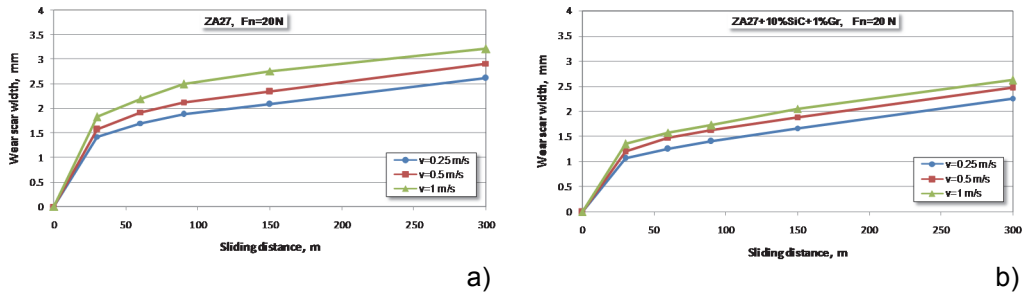 ZA27, Fn=20N
Wear scar width, mm
4
3.5
3
2.5
2
1.5
1
0.5
0
0
50
100
150
200
250
300
Sliding distance, m
v=0.25 m/s
v=0.5 m/s
v=1 m/s
a)
ZA27+10%SiC+1%Gr, Fn=20 N
Wear scar width, mm
4
3.5
3
2.5
2
1.5
1
0.5
0
0
50
100
150
200
250
300
Sliding distance, m
v=0.25 m/s
v=0.5 m/s
v=1 m/s
b)